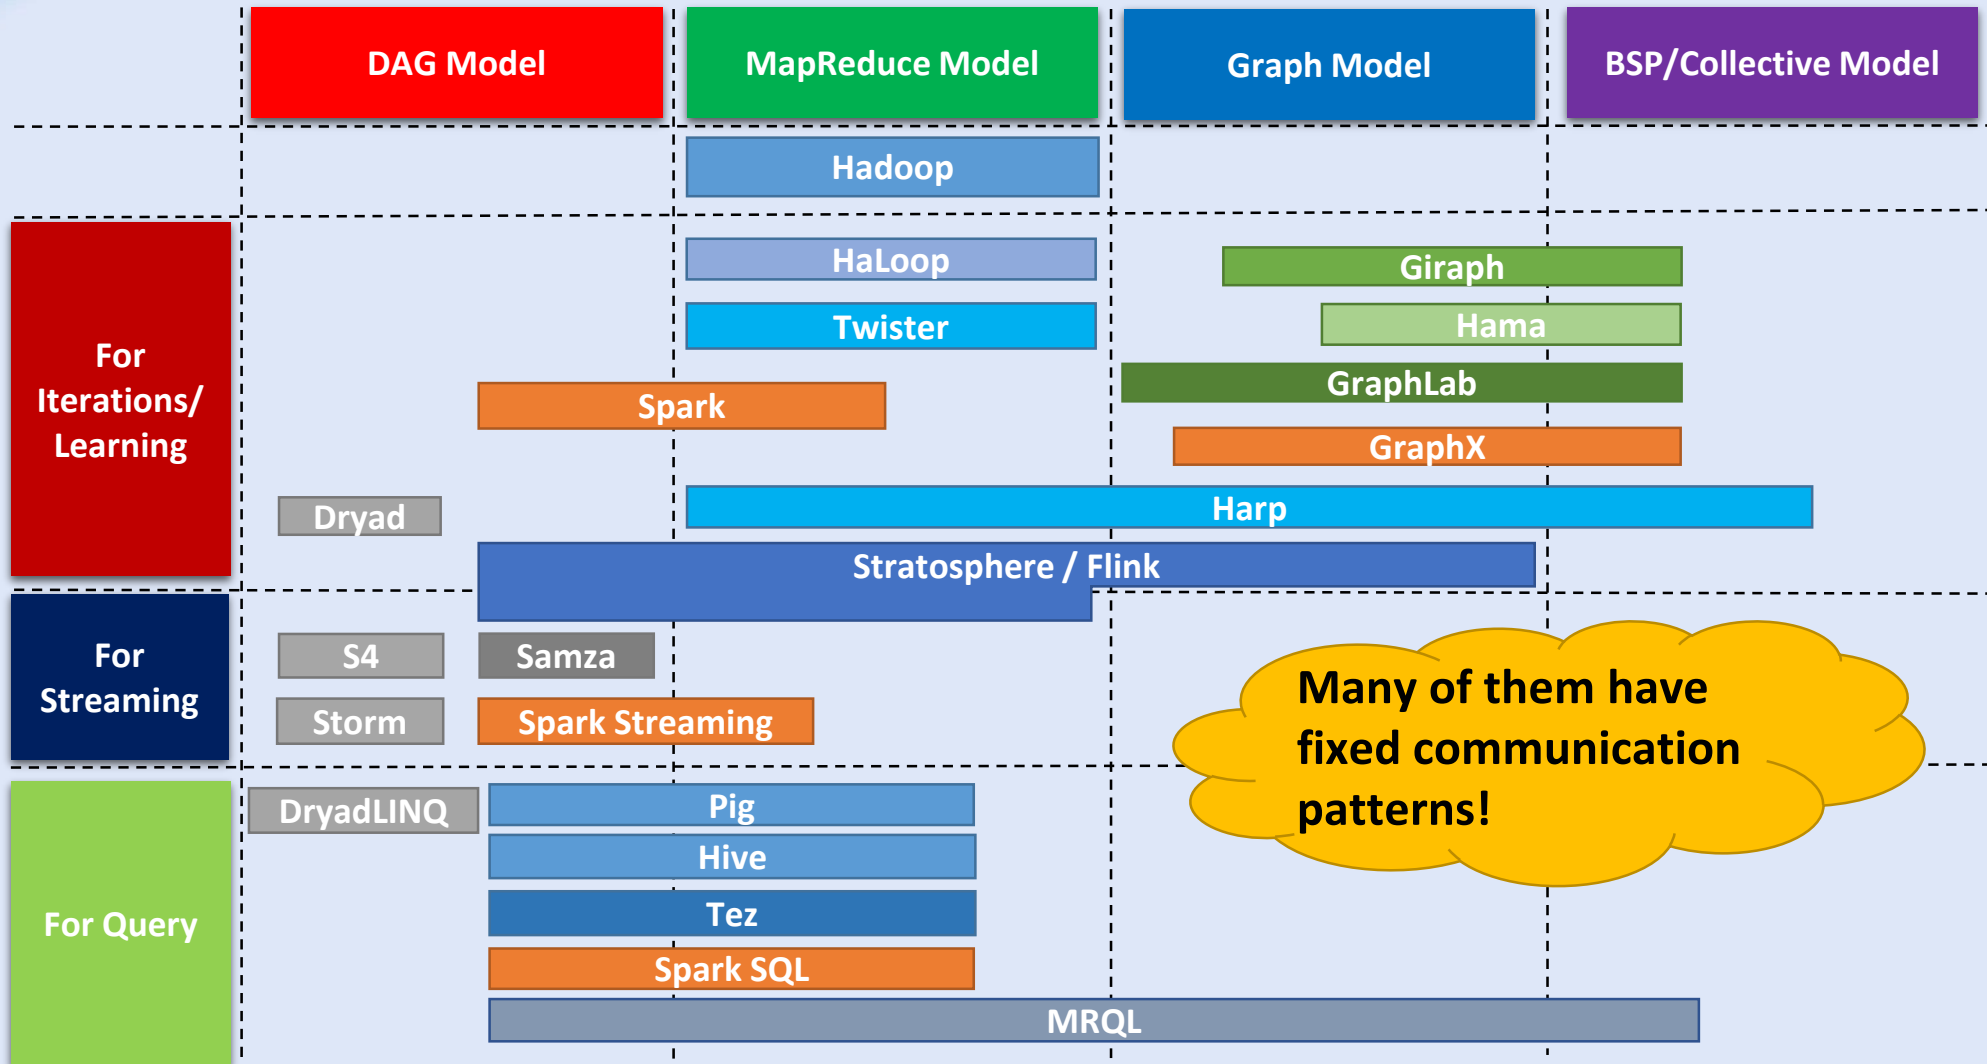 DAG Model
MapReduce Model
Graph Model
BSP/Collective Model
Hadoop
For
Iterations/
Learning
HaLoop
Giraph
Twister
Hama
GraphLab
Spark
GraphX
Dryad
Harp
Stratosphere / Flink
For
Streaming
S4
Samza
Storm
Spark Streaming
Many of them have
fixed communication
patterns!
For Query
DryadLINQ
Pig
Hive
Tez
Spark SQL
MRQL